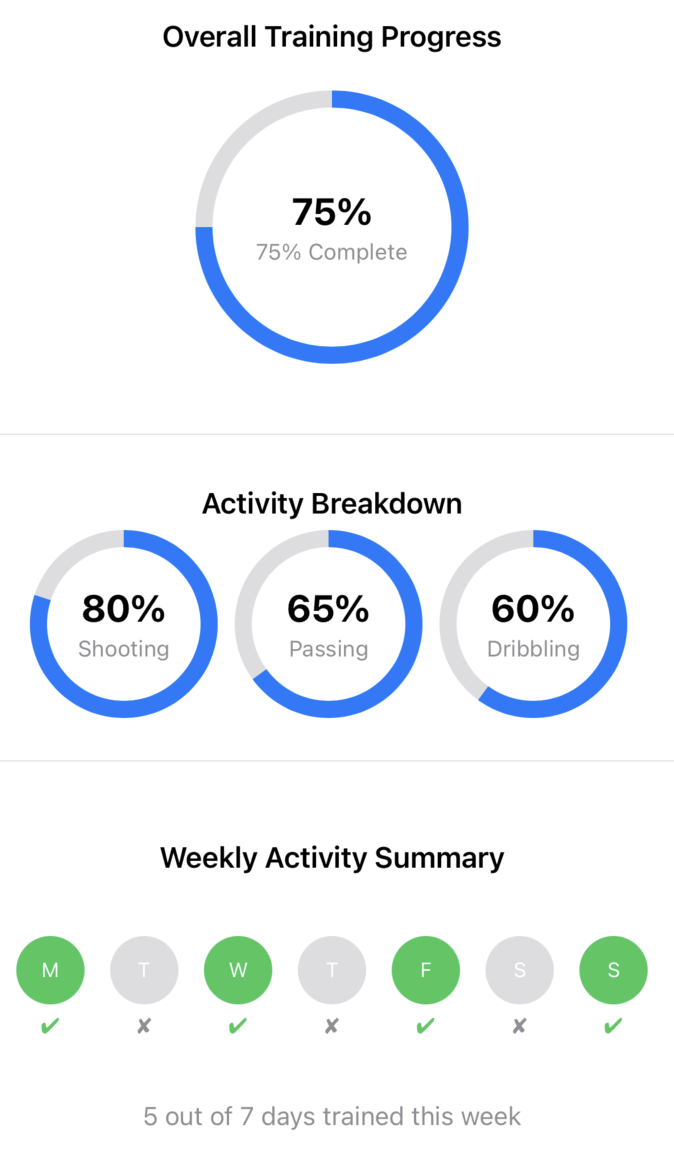 Overall Training Progress
75%
75% Complete
Activity Breakdown
80%
Shooting
65%
Passing
60%
Dribbling
Weekly Activity Summary
M T W T F S S
✔ ✘ ✔ ✘ ✔ ✘ ✔
5 out of 7 days trained this week